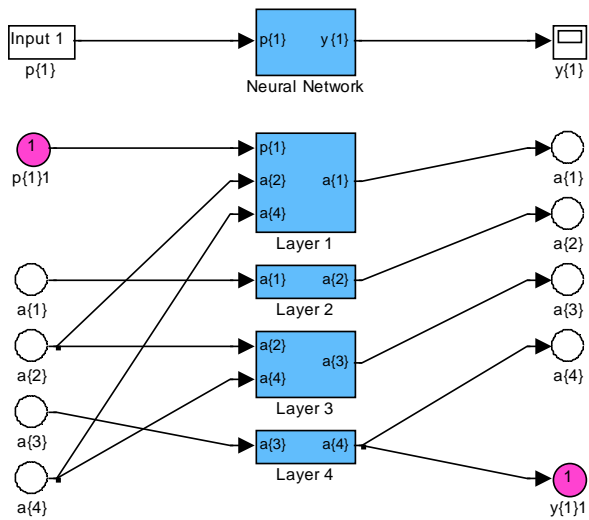 Input 1
p{1}
p{1}
y{1}
Neural Network
y{1}
1
p{1}1
p{1}
a{2}
a{4}
a{1}
Layer 1
a{1}
a{2}
a{1}
a{1}
a{2}
Layer 2
a{3}
a{2}
a{2}
a{4}
a{3}
Layer 3
a{4}
a{3}
a{3}
a{4}
Layer 4
a{4}
1
y{1}1